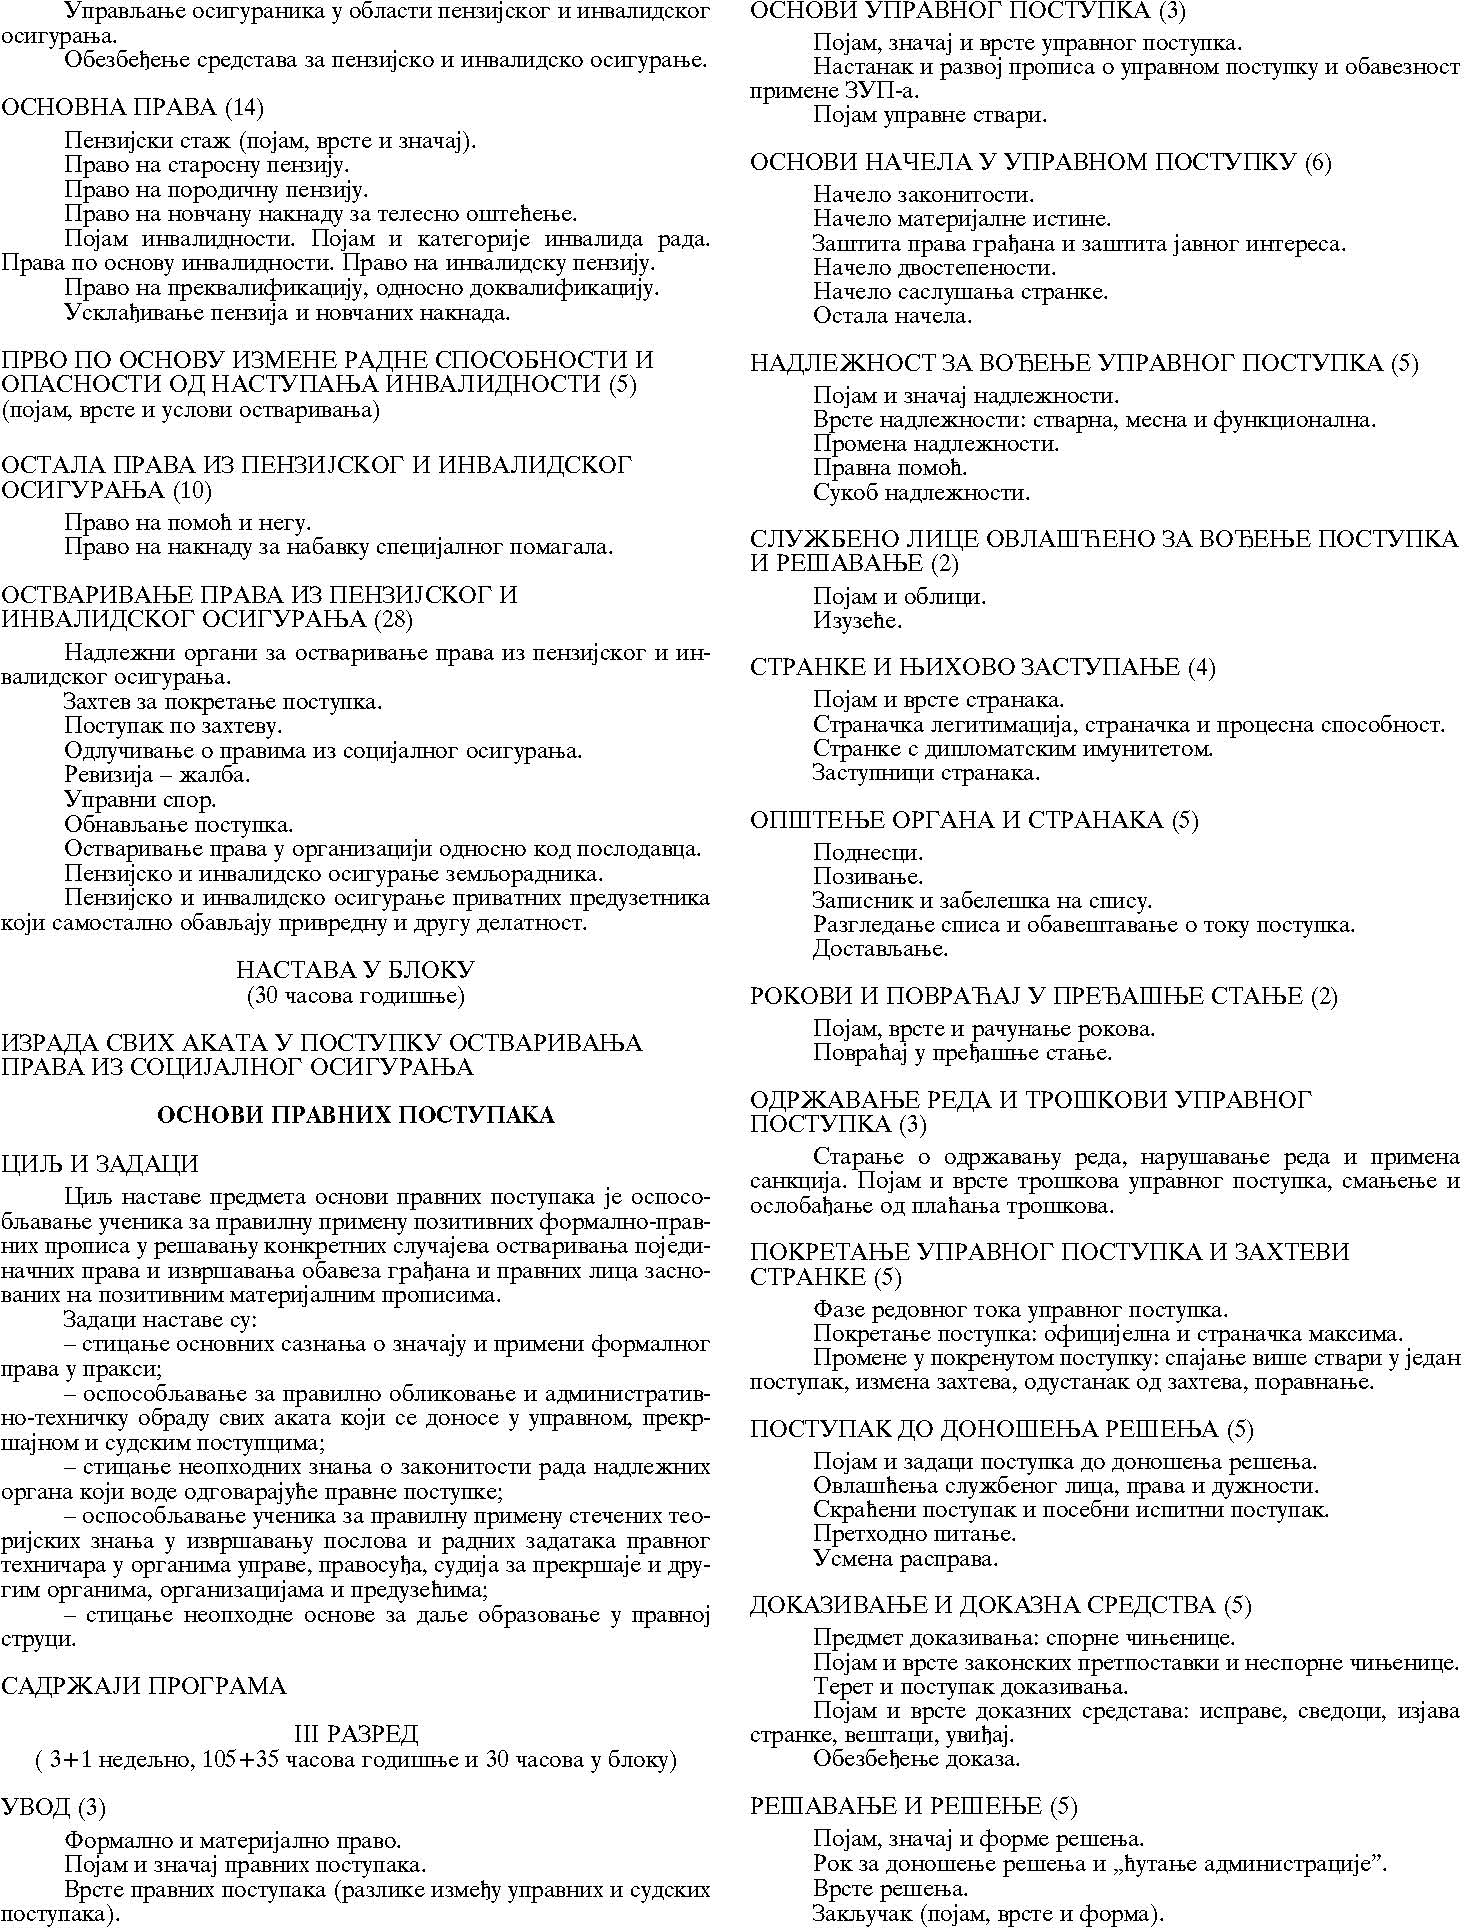 Управљање осигураника у области пензијског и инвалидског
осигурања.
Обезбеђење средстава за пензијско и инвалидско осигурање.
ОСНОВНА ПРАВА (14)
Пензијски стаж (појам, врсте и значај).
Право на старосну пензију.
Право на породичну пензију.
Право на новчану накнаду за телесно оштећење.
Појам инвалидности. Појам и категорије инвалида рада.
Права по основу инвалидности. Право на инвалидску пензију.
Право на преквалификацију, односно доквалификацију.
Усклађивање пензија и новчаних накнада.
ПРВО ПО ОСНОВУ ИЗМЕНЕ РАДНЕ СПОСОБНОСТИ И
ОПАСНОСТИ ОД НАСТУПАЊА ИНВАЛИДНОСТИ (5)
(појам, врсте и услови остваривања)
ОСТАЛА ПРАВА ИЗ ПЕНЗИЈСКОГ И ИНВАЛИДСКОГ
ОСИГУРАЊА (10)
Право на помоћ и негу.
Право на накнаду за набавку специјалног помагала.
ОСТВАРИВАЊЕ ПРАВА ИЗ ПЕНЗИЈСКОГ И
ИНВАЛИДСКОГ ОСИГУРАЊА (28)
Надлежни органи за остваривање права из пензијског и ин-
валидског осигурања.
Захтев за покретање поступка.
Поступак по захтеву.
Одлучивање о правима из социјалног осигурања.
Ревизија – жалба.
Управни спор.
Обнављање поступка.
Остваривање права у организацији односно код послодавца.
Пензијско и инвалидско осигурање земљорадника.
Пензијско и инвалидско осигурање приватних предузетника
који самостално обављају привредну и другу делатност.
НАСТАВА У БЛОКУ
(30 часова годишње)
ИЗРАДА СВИХ АКАТА У ПОСТУПКУ ОСТВАРИВАЊА
ПРАВА ИЗ СОЦИЈАЛНОГ ОСИГУРАЊА
ОСНОВИ ПРАВНИХ ПОСТУПАКА
ЦИЉ И ЗАДАЦИ
Циљ наставе предмета основи правних поступака је оспосо-
бљавање ученика за правилну примену позитивних формално-прав-
них прописа у решавању конкретних случајева остваривања поједи-
начних права и извршавања обавеза грађана и правних лица засно-
ваних на позитивним материјалним прописима.
Задаци наставе су:
– стицање основних сазнања о значају и примени формалног
права у пракси;
– оспособљавање за правилно обликовање и административ-
но-техничку обраду свих аката који се доносе у управном, прекр-
шајном и судским поступцима;
– стицање неопходних знања о законитости рада надлежних
органа који воде одговарајуће правне поступке;
– оспособљавање ученика за правилну примену стечених тео-
ријских знања у извршавању послова и радних задатака правног
техничара у органима управе, правосуђа, судија за прекршаје и дру-
гим органима, организацијама и предузећима;
– стицање неопходне основе за даље образовање у правној
струци.
САДРЖАЈИ ПРОГРАМА
III РАЗРЕД
( 3+1 недељно, 105+35 часова годишње и 30 часова у блоку)
УВОД (3)
Формално и материјално право.
Појам и значај правних поступака.
Врсте правних поступака (разлике између управних и судских
поступака).
ОСНОВИ УПРАВНОГ ПОСТУПКА (3)
Појам, значај и врсте управног поступка.
Настанак и развој прописа о управном поступку и обавезност
примене ЗУП-а.
Појам управне ствари.
ОСНОВИ НАЧЕЛА У УПРАВНОМ ПОСТУПКУ (6)
Начело законитости.
Начело материјалне истине.
Заштита права грађана и заштита јавног интереса.
Начело двостепености.
Начело саслушања странке.
Остала начела.
НАДЛЕЖНОСТ ЗА ВОЂЕЊЕ УПРАВНОГ ПОСТУПКА (5)
Појам и значај надлежности.
Врсте надлежности: стварна, месна и функционална.
Промена надлежности.
Правна помоћ.
Сукоб надлежности.
СЛУЖБЕНО ЛИЦЕ ОВЛАШЋЕНО ЗА ВОЂЕЊЕ ПОСТУПКА
И РЕШАВАЊЕ (2)
Појам и облици.
Изузеће.
СТРАНКЕ И ЊИХОВО ЗАСТУПАЊЕ (4)
Појам и врсте странака.
Страначка легитимација, страначка и процесна способност.
Странке с дипломатским имунитетом.
Заступници странака.
ОПШТЕЊЕ ОРГАНА И СТРАНАКА (5)
Поднесци.
Позивање.
Записник и забелешка на спису.
Разгледање списа и обавештавање о току поступка.
Достављање.
РОКОВИ И ПОВРАЋАЈ У ПРЕЂАШЊЕ СТАЊЕ (2)
Појам, врсте и рачунање рокова.
Повраћај у пређашње стање.
ОДРЖАВАЊЕ РЕДА И ТРОШКОВИ УПРАВНОГ
ПОСТУПКА (3)
Старање о одржавању реда, нарушавање реда и примена
санкција. Појам и врсте трошкова управног поступка, смањење и
ослобађање од плаћања трошкова.
ПОКРЕТАЊЕ УПРАВНОГ ПОСТУПКА И ЗАХТЕВИ
СТРАНКЕ (5)
Фазе редовног тока управног поступка.
Покретање поступка: официјелна и страначка максима.
Промене у покренутом поступку: спајање више ствари у један
поступак, измена захтева, одустанак од захтева, поравнање.
ПОСТУПАК ДО ДОНОШЕЊА РЕШЕЊА (5)
Појам и задаци поступка до доношења решења.
Овлашћења службеног лица, права и дужности.
Скраћени поступак и посебни испитни поступак.
Претходно питање.
Усмена расправа.
ДОКАЗИВАЊЕ И ДОКАЗНА СРЕДСТВА (5)
Предмет доказивања: спорне чињенице.
Појам и врсте законских претпоставки и неспорне чињенице.
Терет и поступак доказивања.
Појам и врсте доказних средстава: исправе, сведоци, изјава
странке, вештаци, увиђај.
Обезбеђење доказа.
РЕШАВАЊЕ И РЕШЕЊЕ (5)
Појам, значај и форме решења.
Рок за доношење решења и „ћутање администрације”.
Врсте решења.
Закључак (појам, врсте и форма).